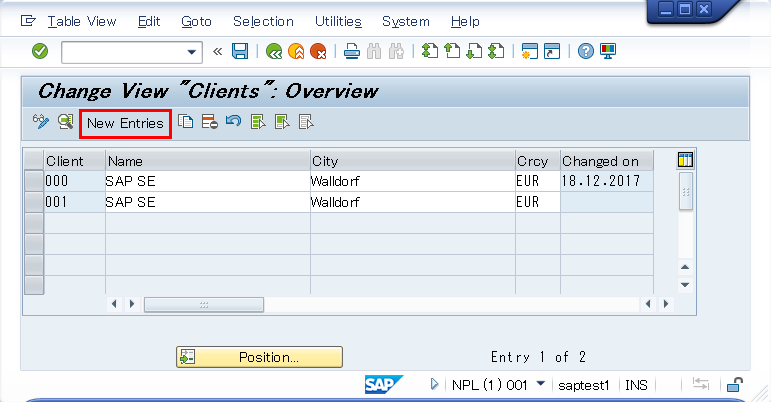 Table View Edit Goto Selection Utilities System Help
«
Change View "Clients": Overview
New Entries
Client Name City Crcy Changed on
000 SAP SE Walldorf EUR 18.12.2017
001 SAP SE Walldorf EUR
Position... Entry 1 of 2
SAP NPL (1) 001 saptest1 INS